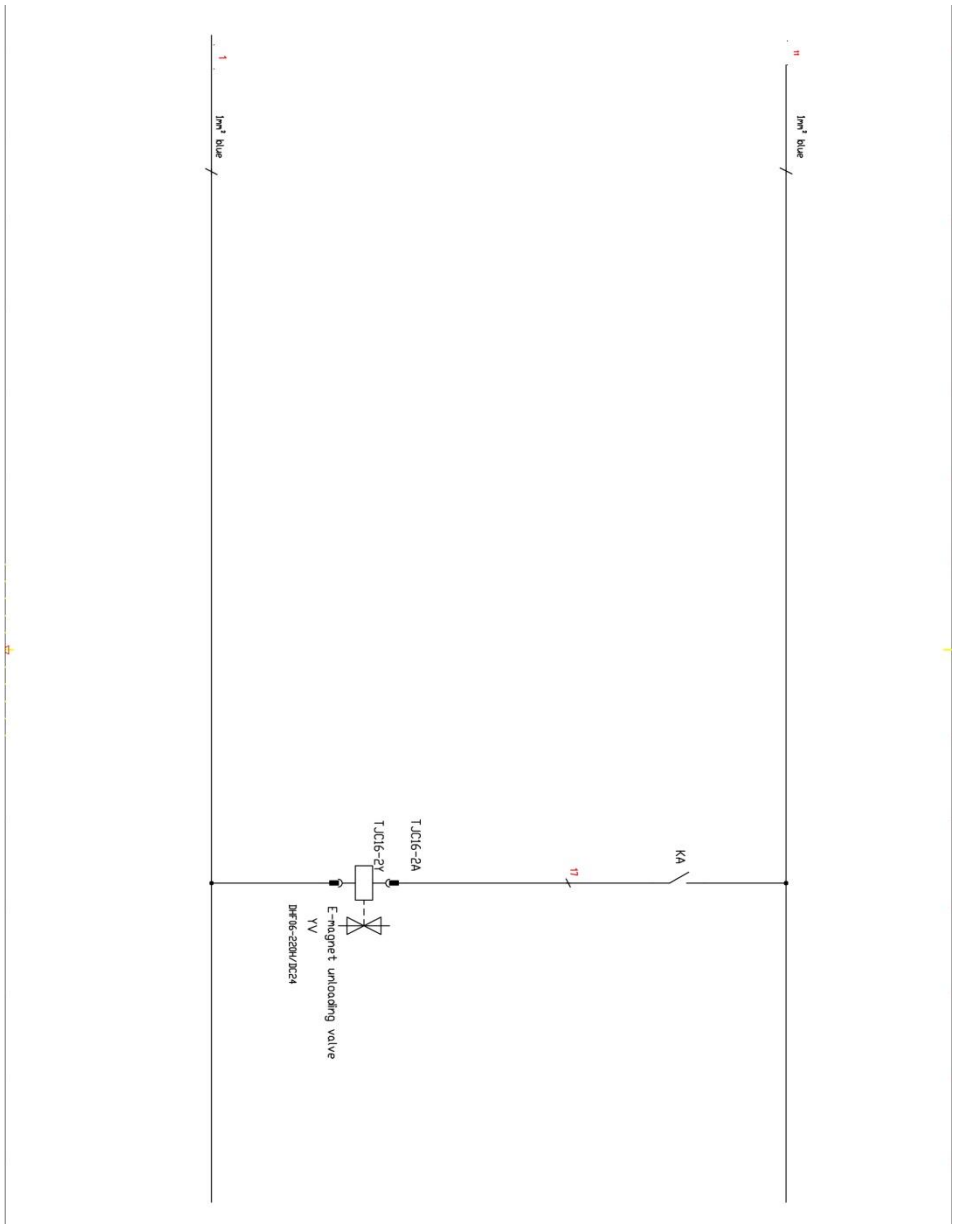 11
1mm² blue
KA
17
TJC16-2A
TJC16-2Y
E-magnet unloading valve
YV
DHF06-220H/DC24
1
1mm² blue